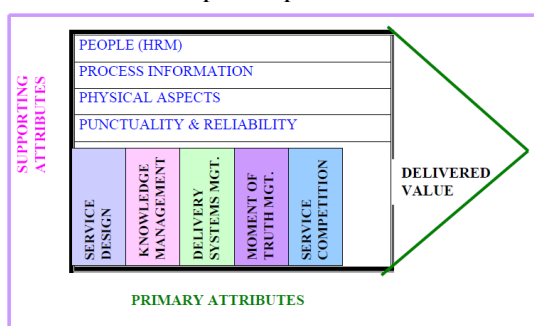 PEOPLE (HRM)
PROCESS INFORMATION
PHYSICAL ASPECTS
PUNCTUALITY & RELIABILITY
SUPPORTING
ATTRIBUTES
SERVICE
DESIGN
KNOWLEDGE
MANAGEMENT
DELIVERY
SYSTEMS MGT.
MOMENT OF
TRUTH MGT.
SERVICE
COMPETITION
DELIVERED
VALUE
PRIMARY ATTRIBUTES